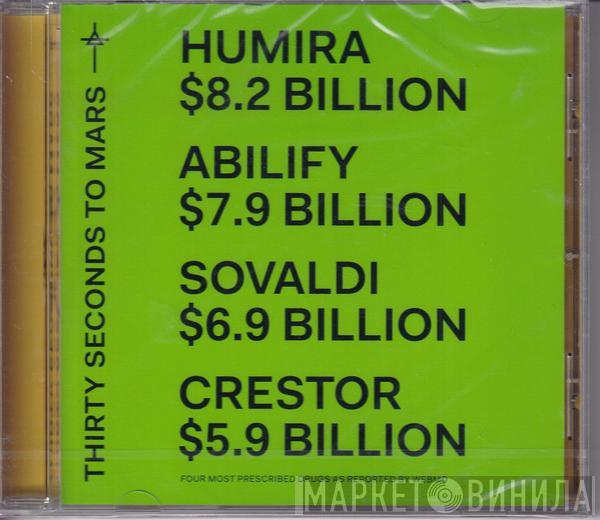 THIRTY SECONDS TO MARS
HUMIRA
$8.2 BILLION
ABILIFY
$7.9 BILLION
SOVALDI
$6.9 BILLION
CRESTOR
$5.9 BILLION
FOUR MOST PRESCRIBED DRUGS AS REPORTED BY WEBMD
МАРКЕТ ВИНИЛА